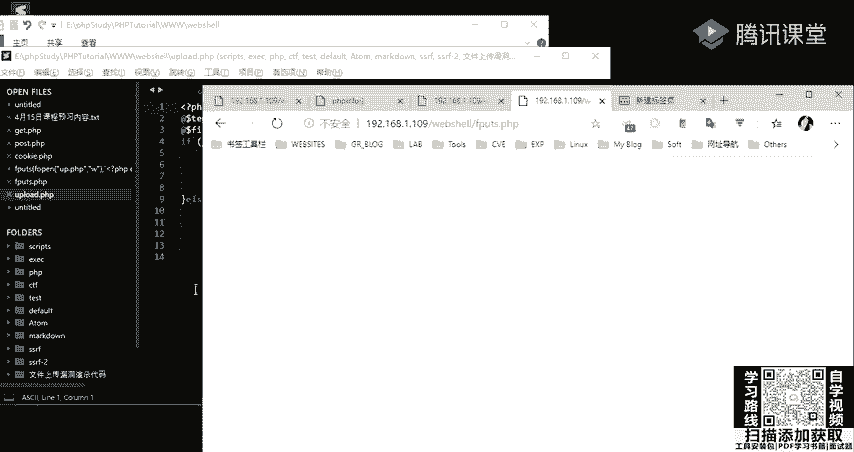 E:\phpStudy\PHPTutorial\WWW\webshell
主页 共享 查看
腾讯课堂
E:\phpStudy\PHPTutorial\WWW\webshell\upload.php (scripts, exec, php, ctf, test, default, Atom, markdown, ssrf, ssrf-2, 文件上传漏洞...
文件(F) 编辑(E) 选择(S) 查找(I) 视图(V) 工具(T) 项目(P) 帮助(H)
OPEN FILES
untitled
4月15日课程预习内容.txt
get.php
post.php
cookie.php
fputs(fopen("up.php","w"),"<?php e
fputs.php
upload.php
untitled
FOLDERS
scripts
exec
php
ctf
test
default
Atom
markdown
ssrf
ssrf-2
文件上传漏洞演示代码
ASCII, Line 1, Column 1
1 <?php
2 @$te
3 @$fi
4 if (
5
6
7
8
9 }els
10
11
12
13
14
192.168.1.109/
192.168.1.109/
192.168.1.109/w
新建标签页
不安全 192.168.1.109/webshell/fputs.php
书签工具栏 WEBSITES GR_BLOG LAB Tools CVE EXP Linux My Blog Soft 网址导航 Others
学习路线
自学视频
扫描添加获取
工具安装包|PDF学习书籍|面试题